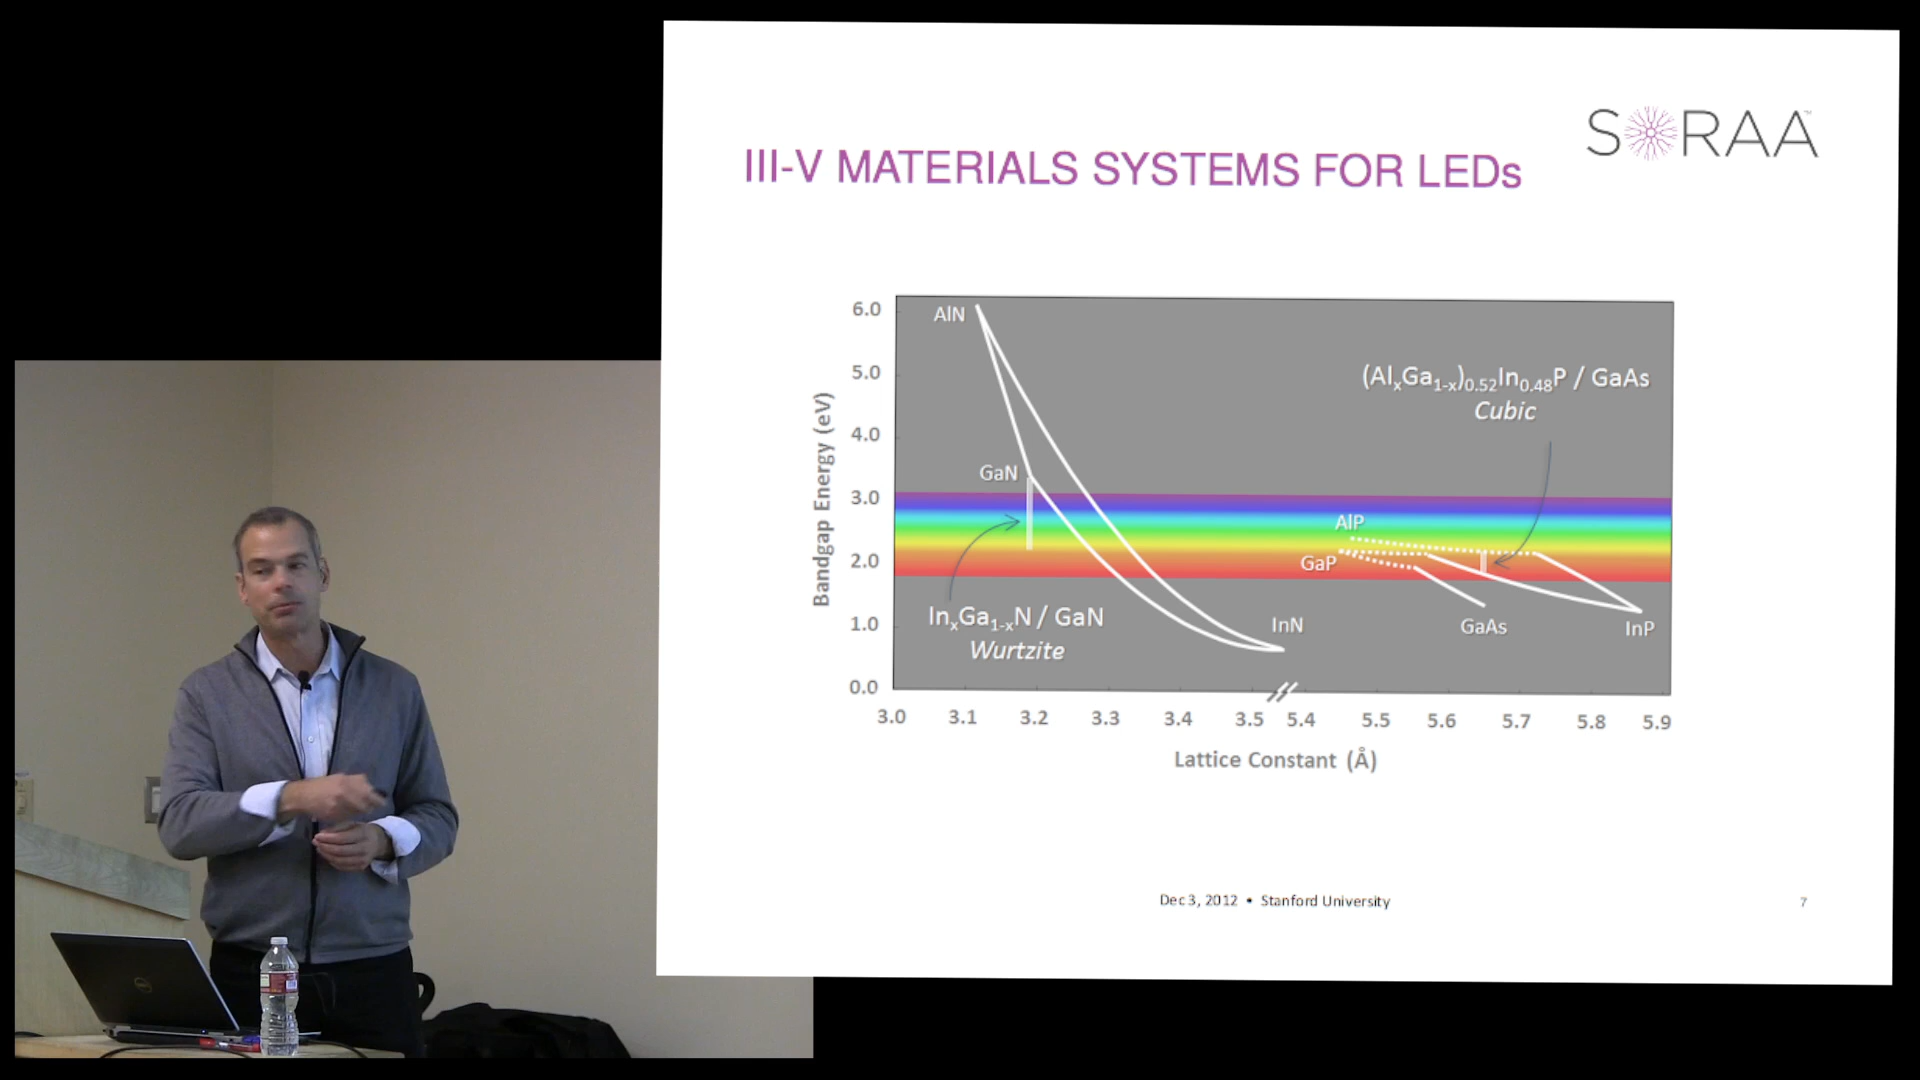 SORAA™
III-V MATERIALS SYSTEMS FOR LEDs
6.0
5.0
4.0
3.0
2.0
1.0
0.0
Bandgap Energy (eV)
AlN
GaN
InₓGa₁₋ₓN / GaN
Wurtzite
InN
(AlₓGa₁₋ₓ)₀.₅₂In₀.₄₈P / GaAs
Cubic
AlP
GaP
GaAs
InP
3.0 3.1 3.2 3.3 3.4 3.5 5.4 5.5 5.6 5.7 5.8 5.9
Lattice Constant (Å)
Dec 3, 2012 • Stanford University
7